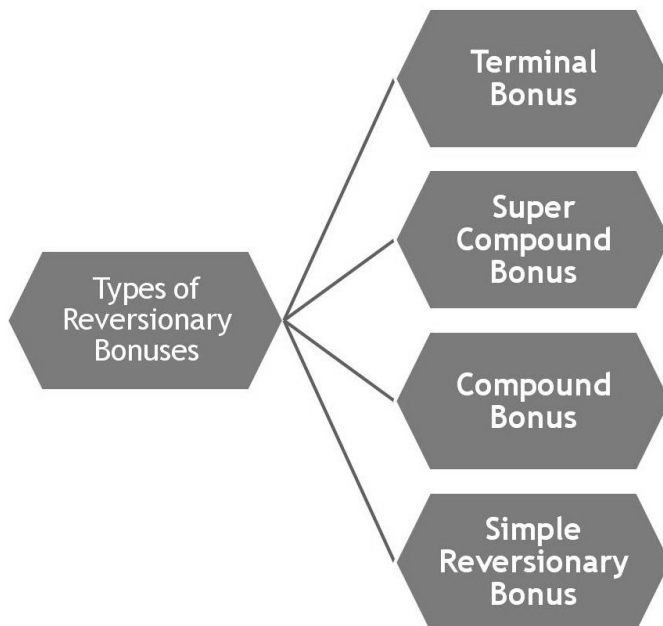 Types of
Reversionary
Bonuses
Terminal
Bonus
Super
Compound
Bonus
Compound
Bonus
Simple
Reversionary
Bonus